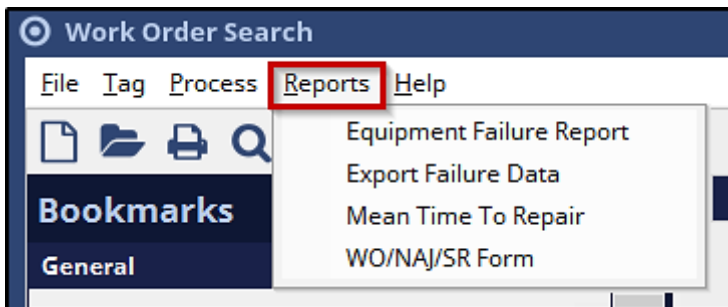 Work Order Search
File Tag Process Reports Help
Equipment Failure Report
Export Failure Data
Mean Time To Repair
WO/NAJ/SR Form
Bookmarks
General